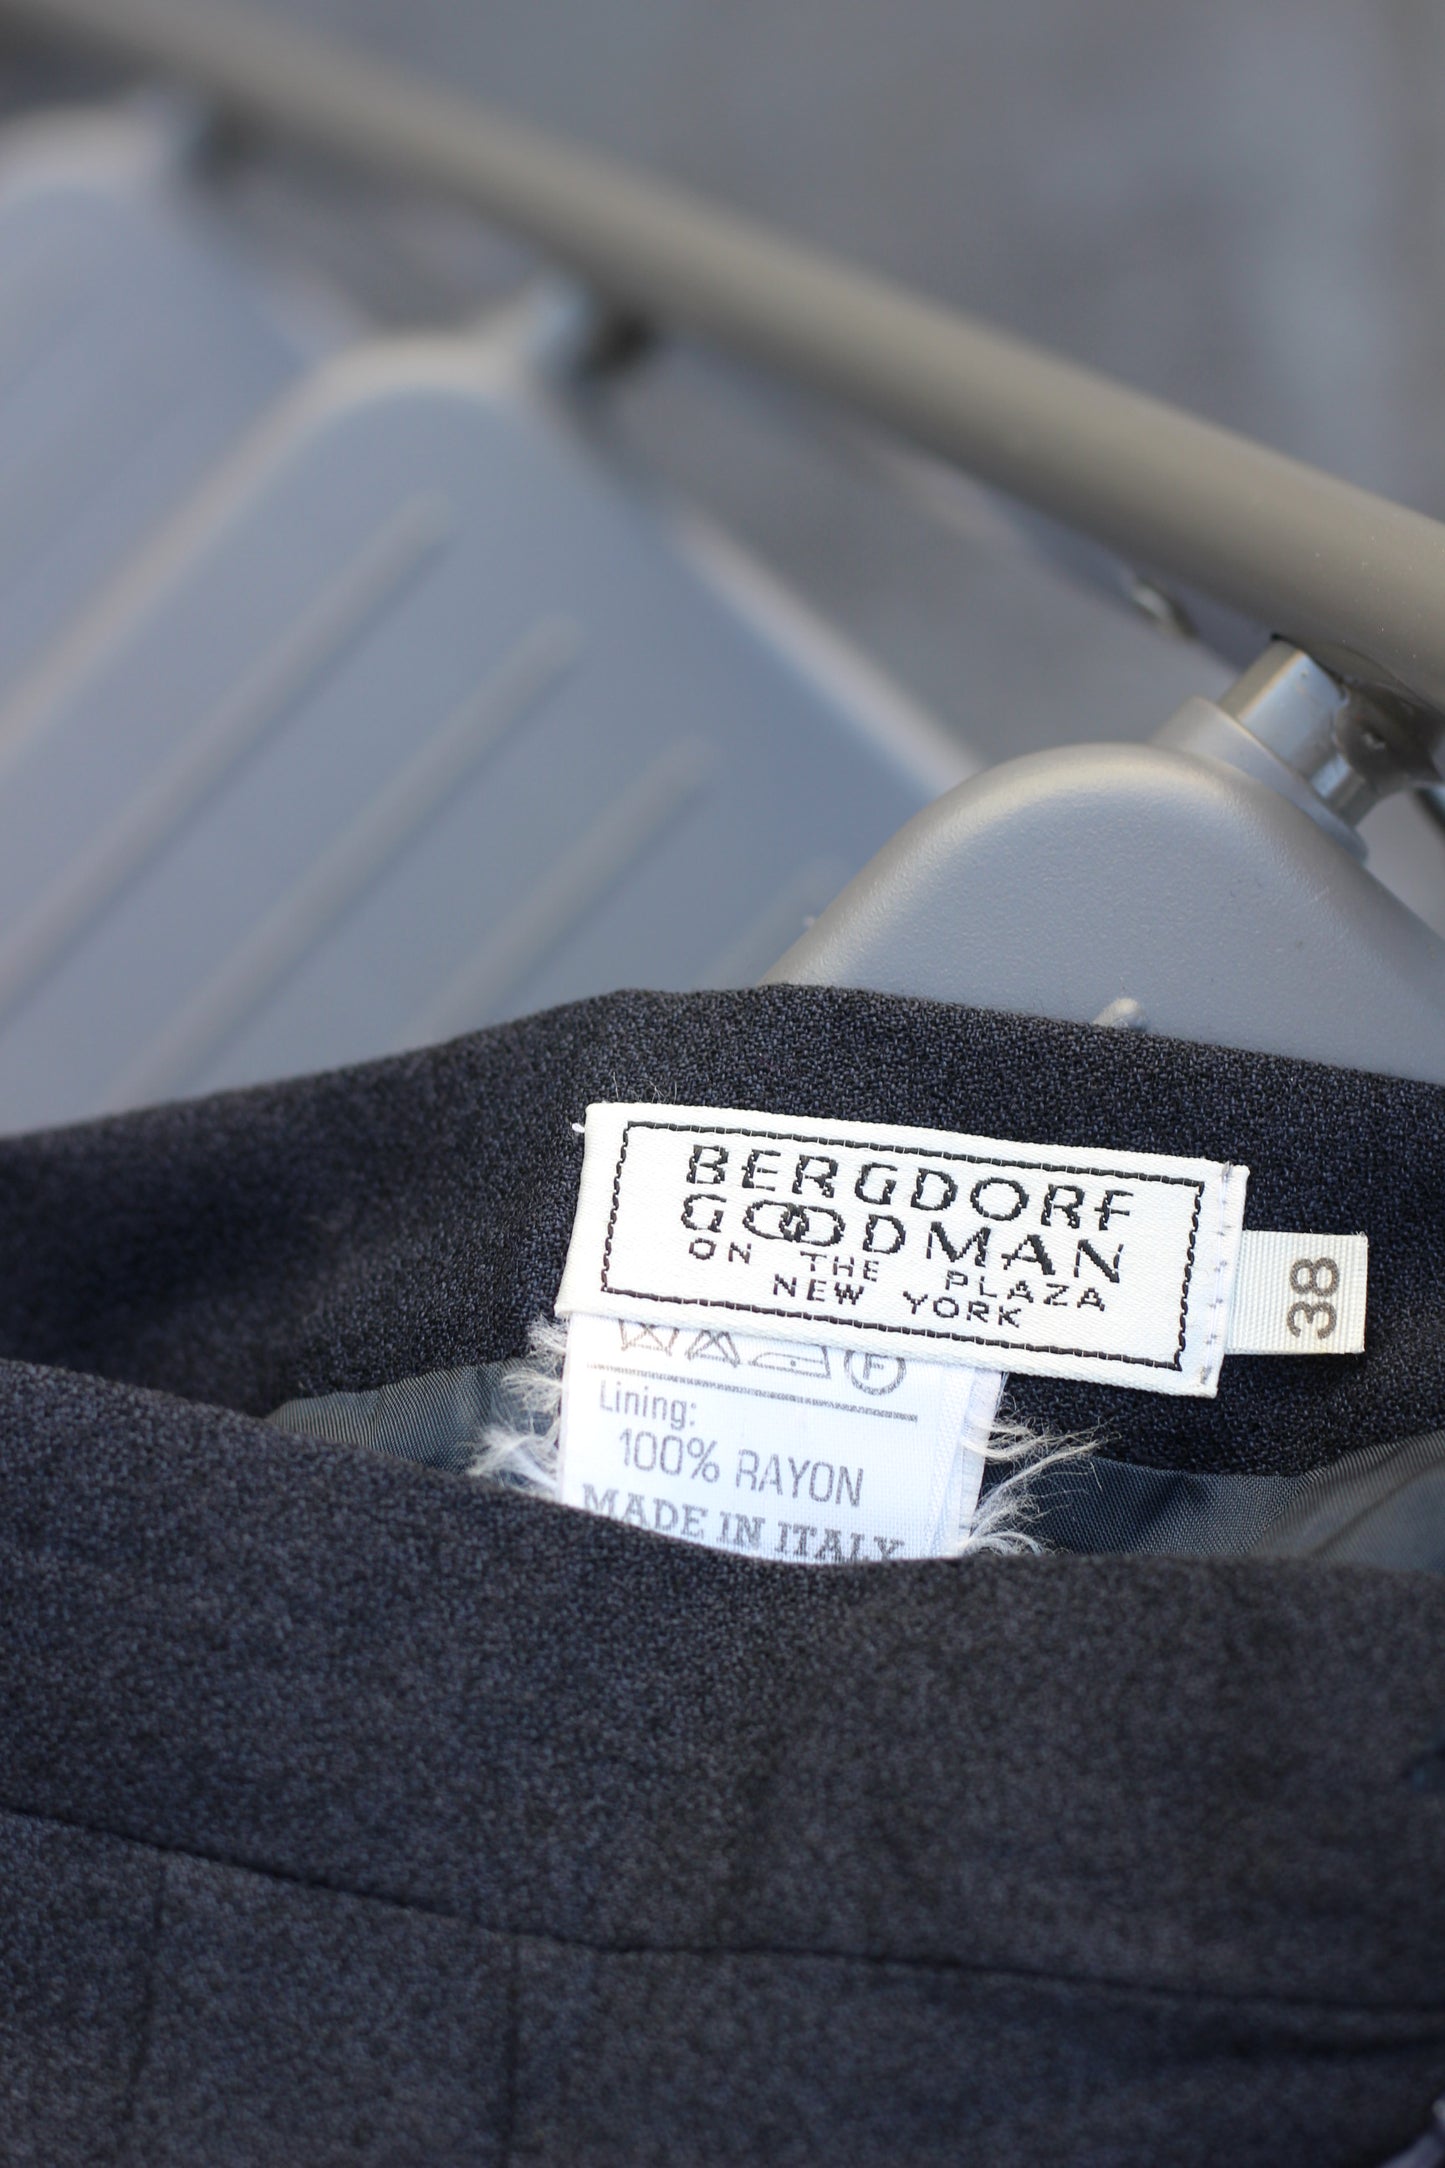 BERGDORF
GOODMAN
ON THE PLAZA
NEW YORK
38
F
Lining:
100% RAYON
MADE IN ITALY